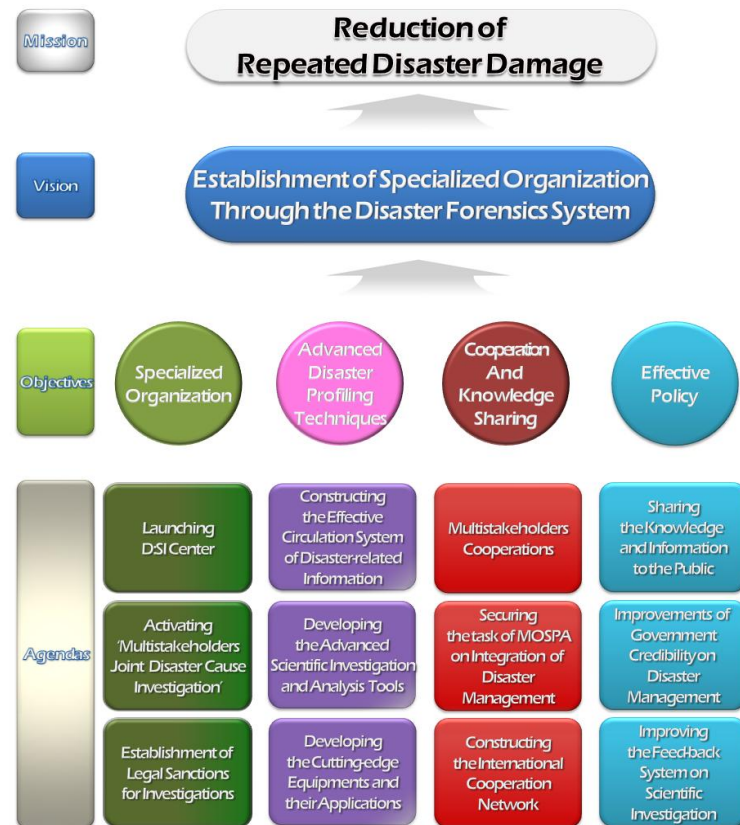 Mission
Reduction of
Repeated Disaster Damage
Vision
Establishment of Specialized Organization
Through the Disaster Forensics System
Objectives
Specialized
Organization
Advanced
Disaster
Profiling
Techniques
Cooperation
And
Knowledge
Sharing
Effective
Policy
Agendas
Launching
DSI Center
Constructing
the Effective
Circulation System
of Disaster-related
Information
Multistakeholders
Cooperations
Sharing
the Knowledge
and Information
to the Public
Activating
'Multistakeholders
Joint Disaster Cause
Investigation'
Developing
the Advanced
Scientific Investigation
and Analysis Tools
Securing
the task of MOSPA
on Integration of
Disaster
Management
Improvements of
Government
Credibility on
Disaster
Management
Establishment of
Legal Sanctions
for Investigations
Developing
the Cutting-edge
Equipments and
their Applications
Constructing
the International
Cooperation
Network
Improving
the Feed-back
System on
Scientific
Investigation